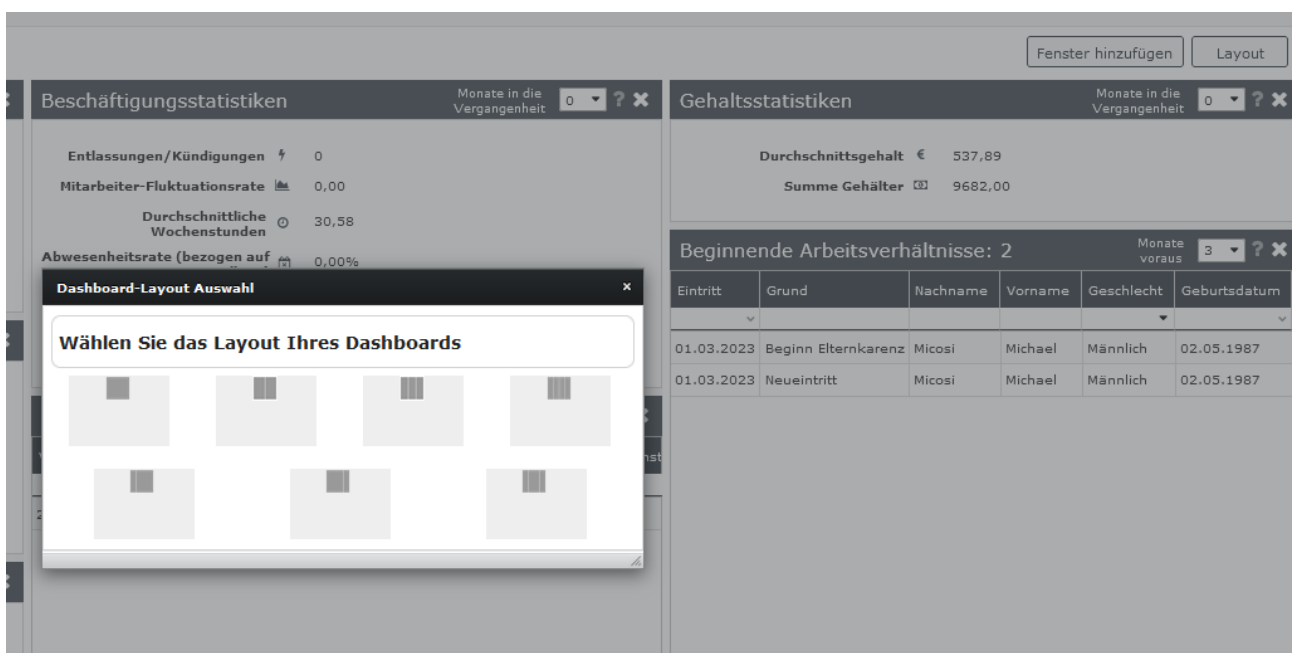 Fenster hinzufügen
Layout
Beschäftigungsstatistiken
Monate in die
Vergangenheit
0
?
Entlassungen/Kündigungen 0
Mitarbeiter-Fluktuationsrate 0,00
Durchschnittliche
Wochenstunden 30,58
Abwesenheitsrate (bezogen auf 0,00%
Gehaltsstatistiken
Monate in die
Vergangenheit
0
?
Durchschnittsgehalt € 537,89
Summe Gehälter 9682,00
Beginnende Arbeitsverhältnisse: 2
Monate
voraus
3
?
Eintritt Grund Nachname Vorname Geschlecht Geburtsdatum
01.03.2023 Beginn Elternkarenz Micosi Michael Männlich 02.05.1987
01.03.2023 Neueintritt Micosi Michael Männlich 02.05.1987
Dashboard-Layout Auswahl
Wählen Sie das Layout Ihres Dashboards